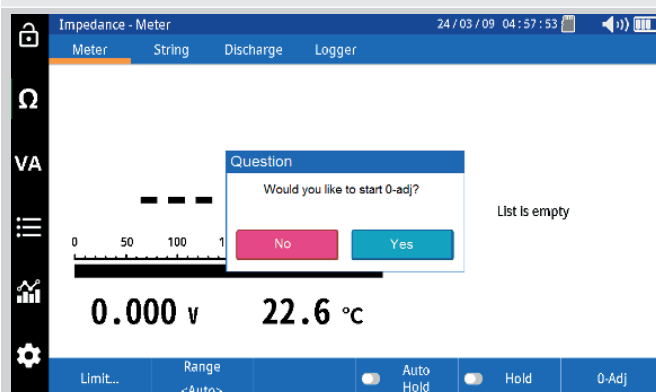 Impedance - Meter 24/03/09 04:57:53
Meter String Discharge Logger
Ω
VA
Question
Would you like to start 0-adj?
No Yes
---
List is empty
0 50 100 1
0.000 V 22.6 °C
Limit... Range <Auto> Auto Hold Hold 0-Adj